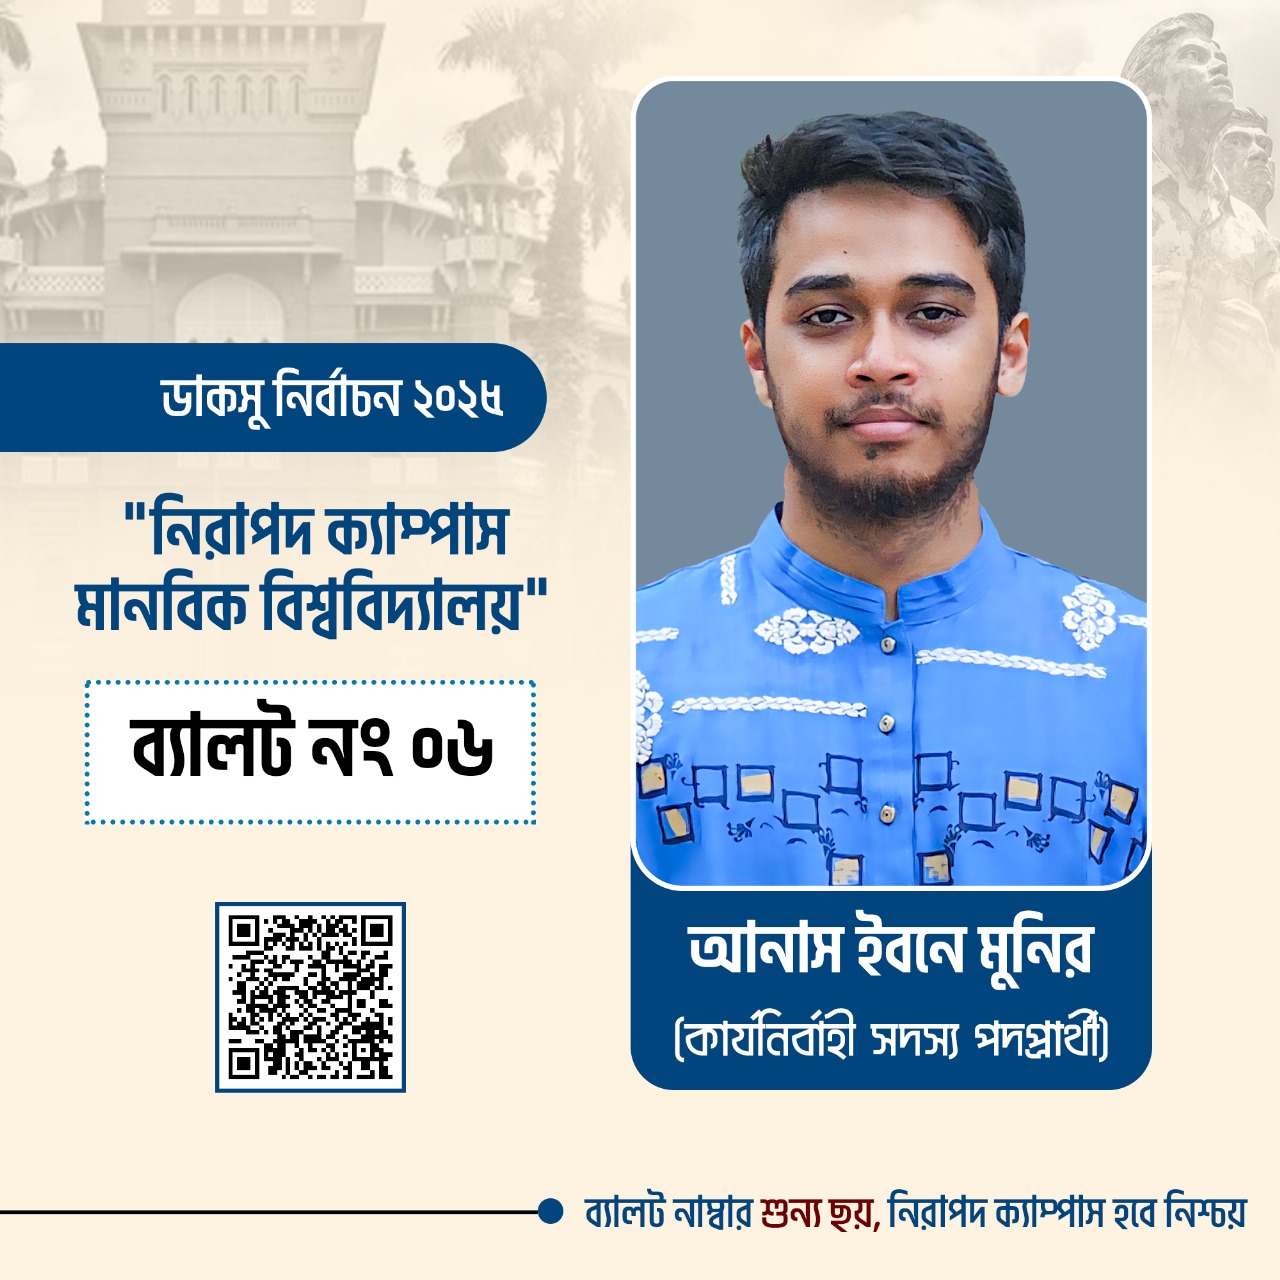 ডাকসু নির্বাচন ২০২৫
"নিরাপদ ক্যাম্পাস
মানবিক বিশ্ববিদ্যালয়"
ব্যালট নং ০৬
আনাস ইবনে মুনির
(কার্যনির্বাহী সদস্য পদপ্রার্থী)
ব্যালট নাম্বার শুন্য ছয়, নিরাপদ ক্যাম্পাস হবে নিশ্চয়